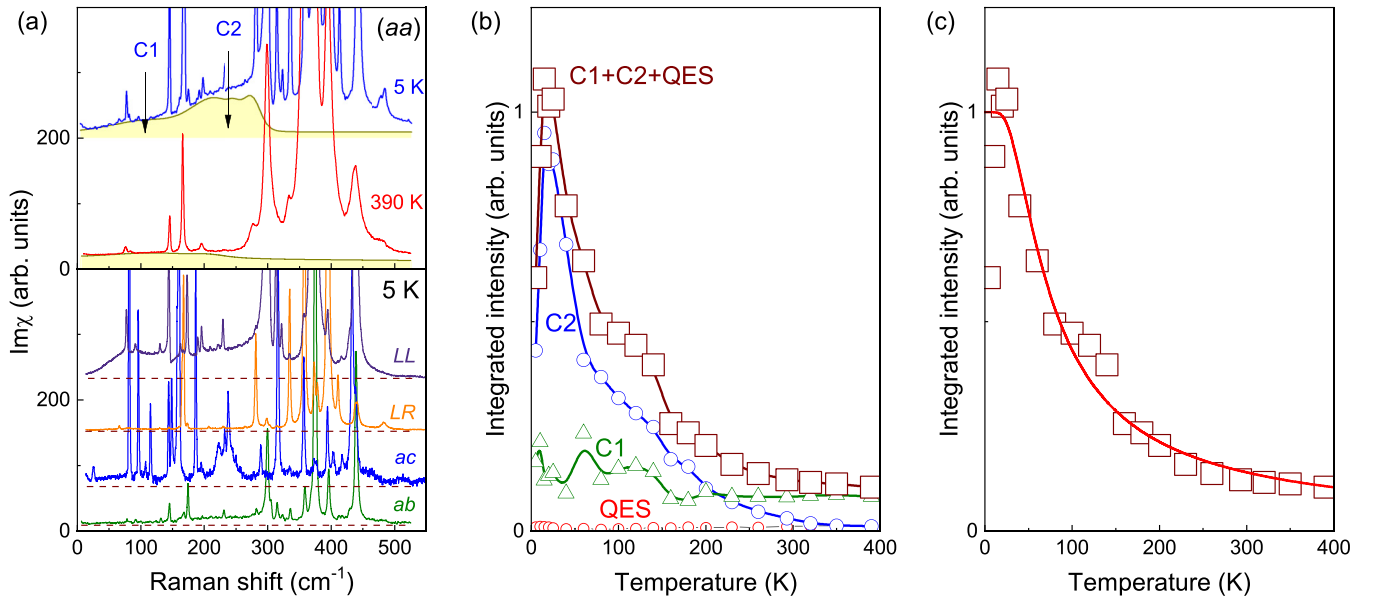 (a)
(aa)
C1
C2
5 K
200
390 K
0
5 K
LL
200
LR
ac
ab
0
0 100 200 300 400 500
Raman shift (cm⁻¹)
Imχ (arb. units)
(b)
C1+C2+QES
1
C2
C1
QES
0
0 100 200 300 400
Temperature (K)
Integrated intensity (arb. units)
(c)
1
0
0 100 200 300 400
Temperature (K)
Integrated intensity (arb. units)